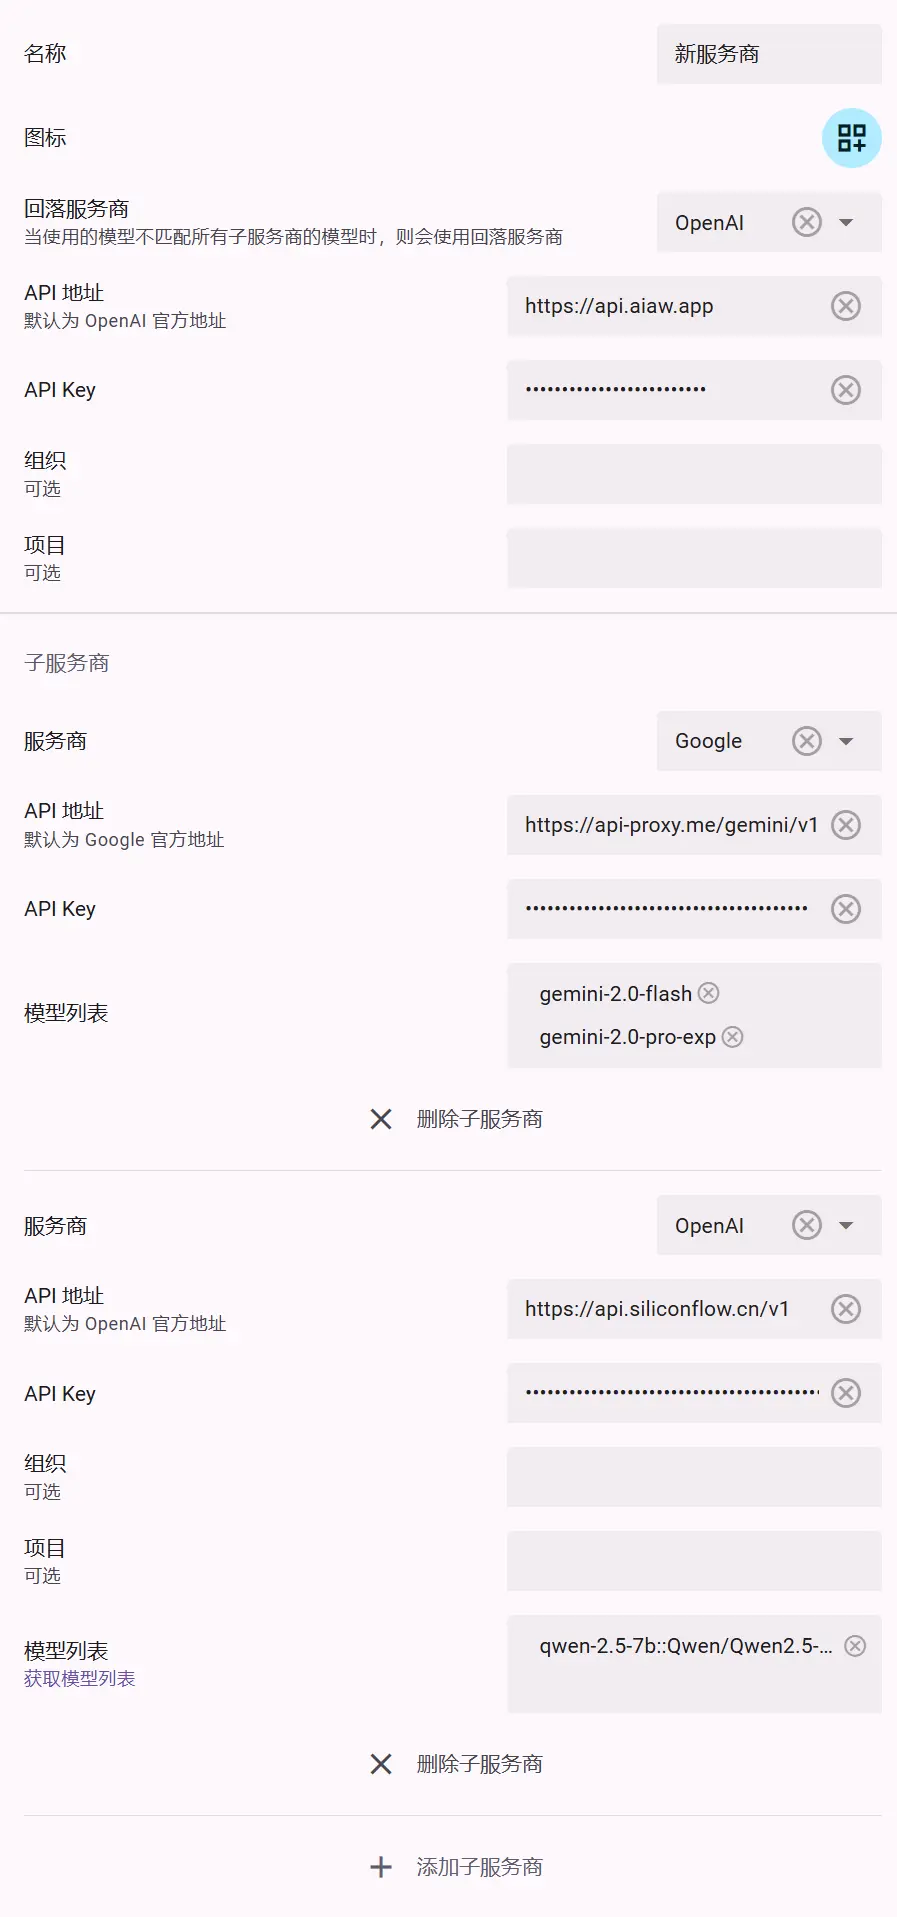 名称
新服务商
图标
回落服务商
当使用的模型不匹配所有子服务商的模型时，则会使用回落服务商
OpenAI
API 地址
默认为 OpenAI 官方地址
https://api.aiaw.app
API Key
组织
可选
项目
可选
子服务商
服务商
Google
API 地址
默认为 Google 官方地址
https://api-proxy.me/gemini/v1
API Key
模型列表
gemini-2.0-flash
gemini-2.0-pro-exp
删除子服务商
服务商
OpenAI
API 地址
默认为 OpenAI 官方地址
https://api.siliconflow.cn/v1
API Key
组织
可选
项目
可选
模型列表
获取模型列表
qwen-2.5-7b::Qwen/Qwen2.5-...
删除子服务商
添加子服务商